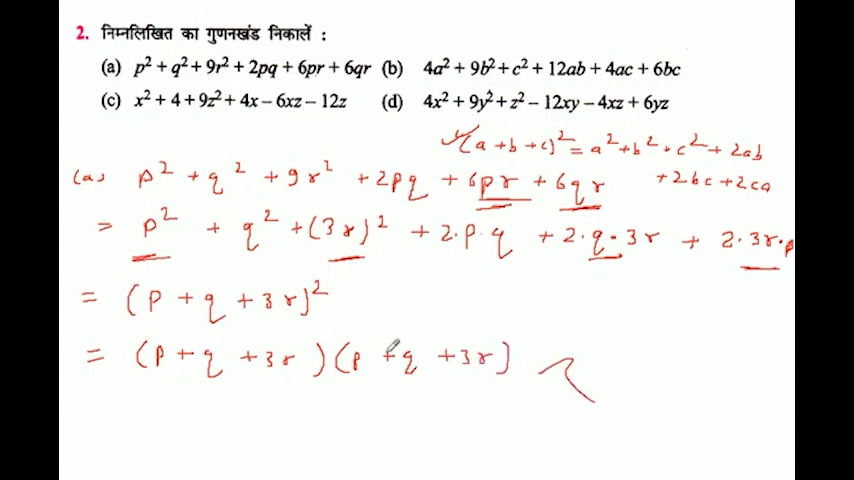 2. निम्नलिखित का गुणनखंड निकालें :
(a) p² + q² + 9r² + 2pq + 6pr + 6qr (b) 4a² + 9b² + c² + 12ab + 4ac + 6bc
(c) x² + 4 + 9z² + 4x – 6xz – 12z (d) 4x² + 9y² + z² – 12xy – 4xz + 6yz
(a + b + c)² = a² + b² + c² + 2ab
+ 2bc + 2ca
(a) p² + q² + 9r² + 2pq + 6pr + 6qr
= p² + q² + (3r)² + 2·p·q + 2·q·3r + 2·3r·p
= (p + q + 3r)²
= (p + q + 3r) (p + q + 3r)